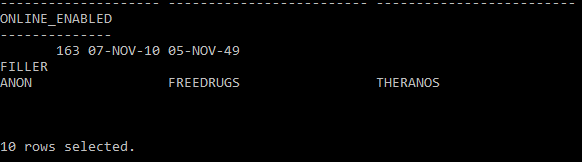 -------------------- ------------------------- -------------------------
ONLINE_ENABLED
--------------
       163 07-NOV-10 05-NOV-49
FILLER
ANON                 FREEDRUGS                 THERANOS
10 rows selected.